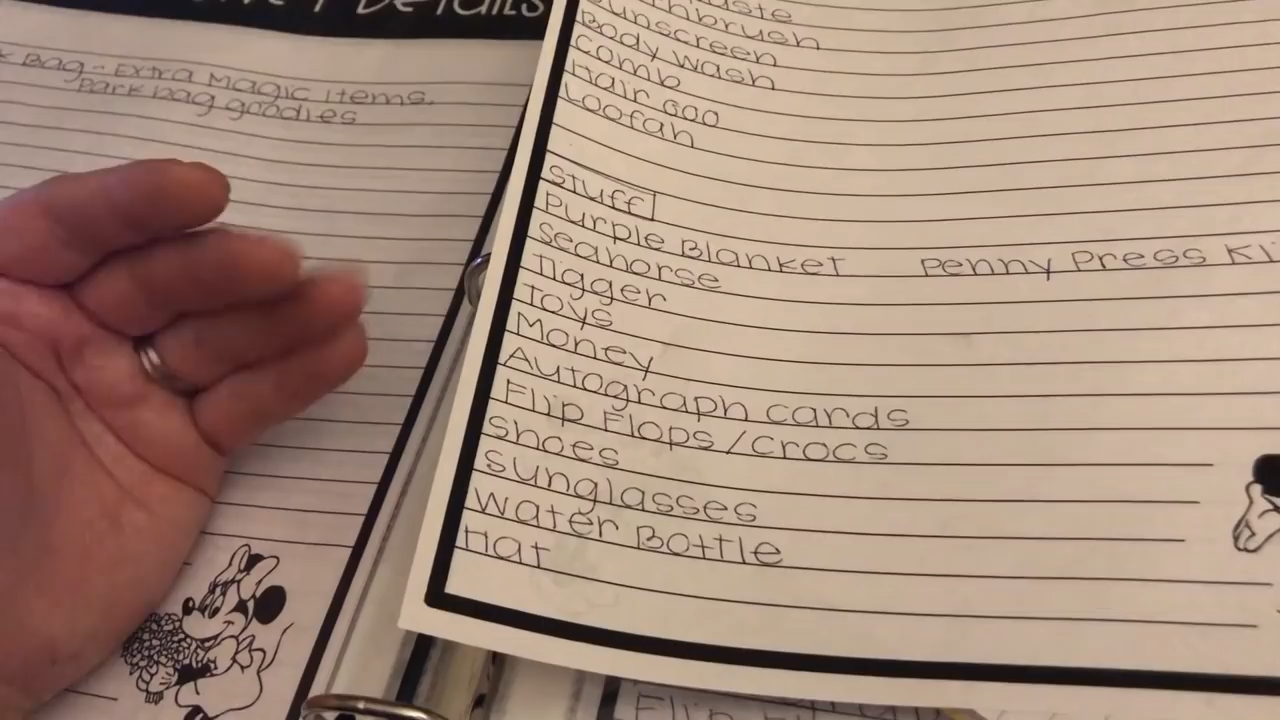 Details
Bag - Extra Magic Items.
Park bag goodies
Sunscreen
Body wash
Comb
Hair Goo
Loofah
Stuff
Purple Blanket Penny Press
Seahorse
Tigger
Toys
Money
Autograph cards
Flip Flops/Crocs
Shoes
Sunglasses
Water Bottle
Hat